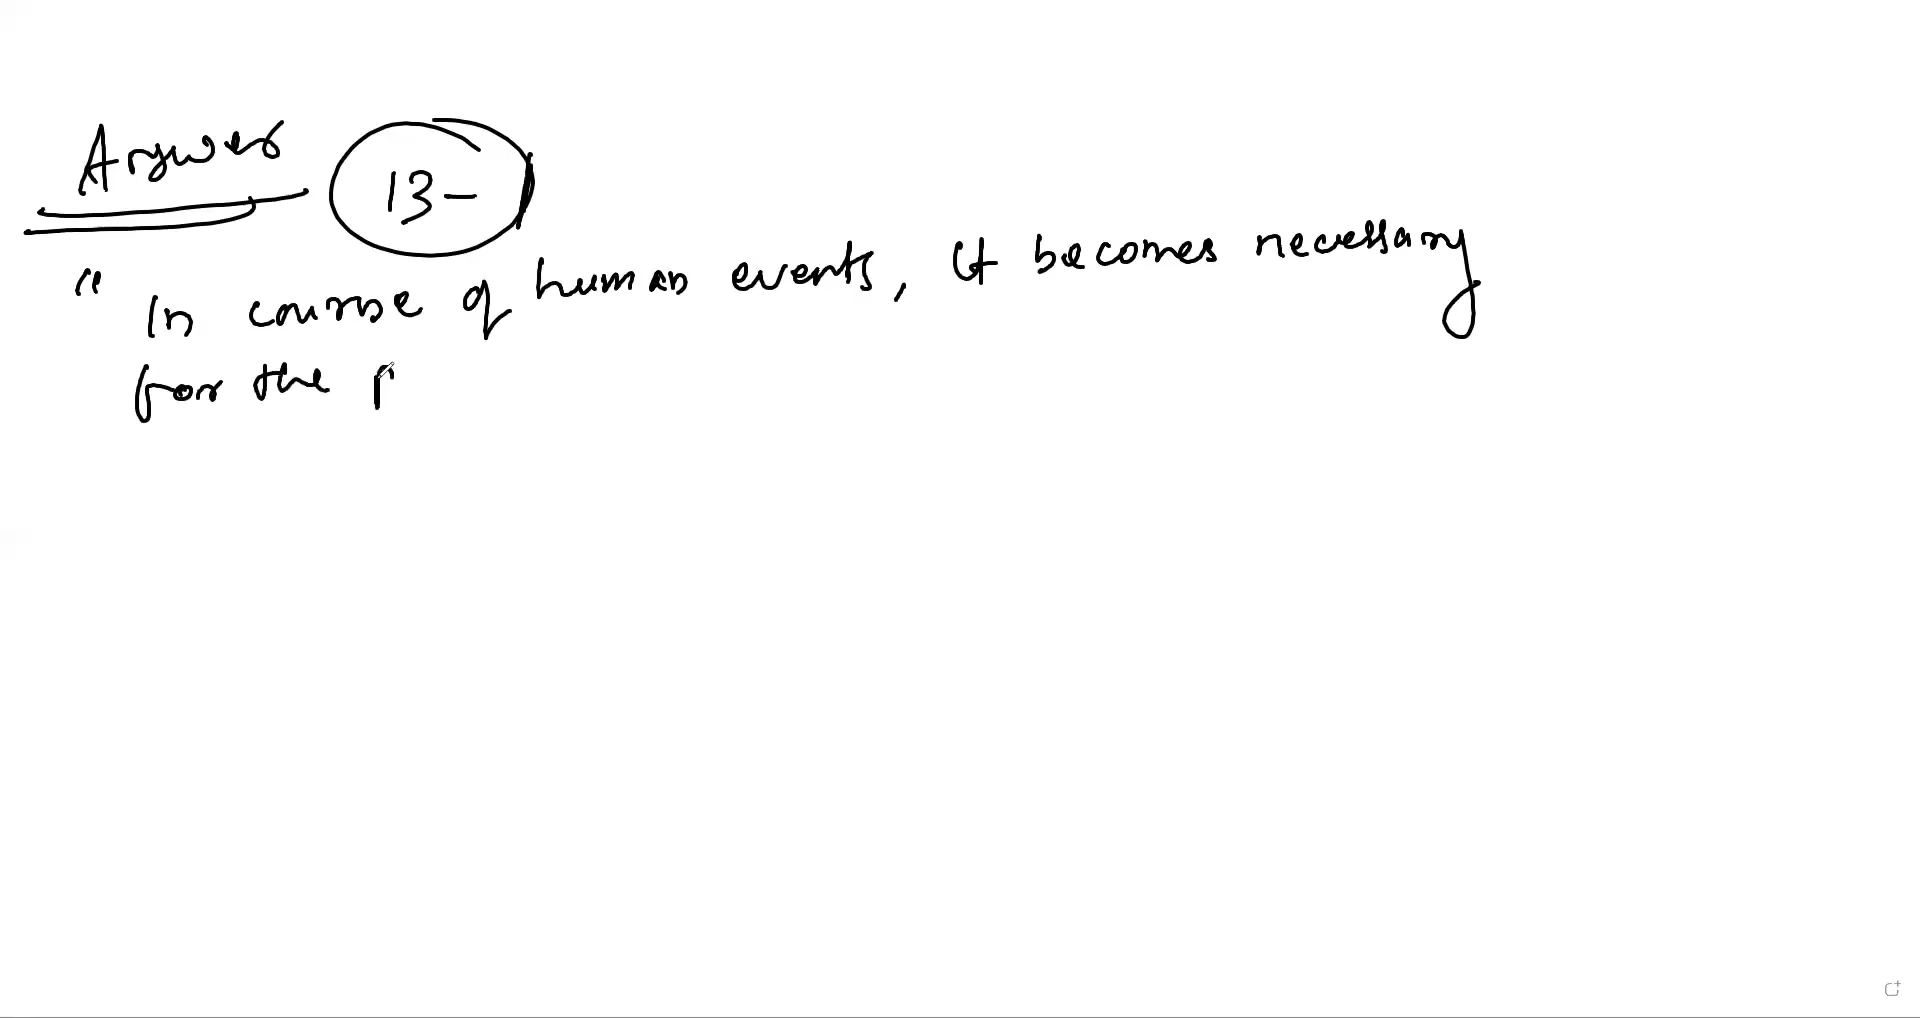 Answer 13-
" In course of human events, it becomes necessary
for the p